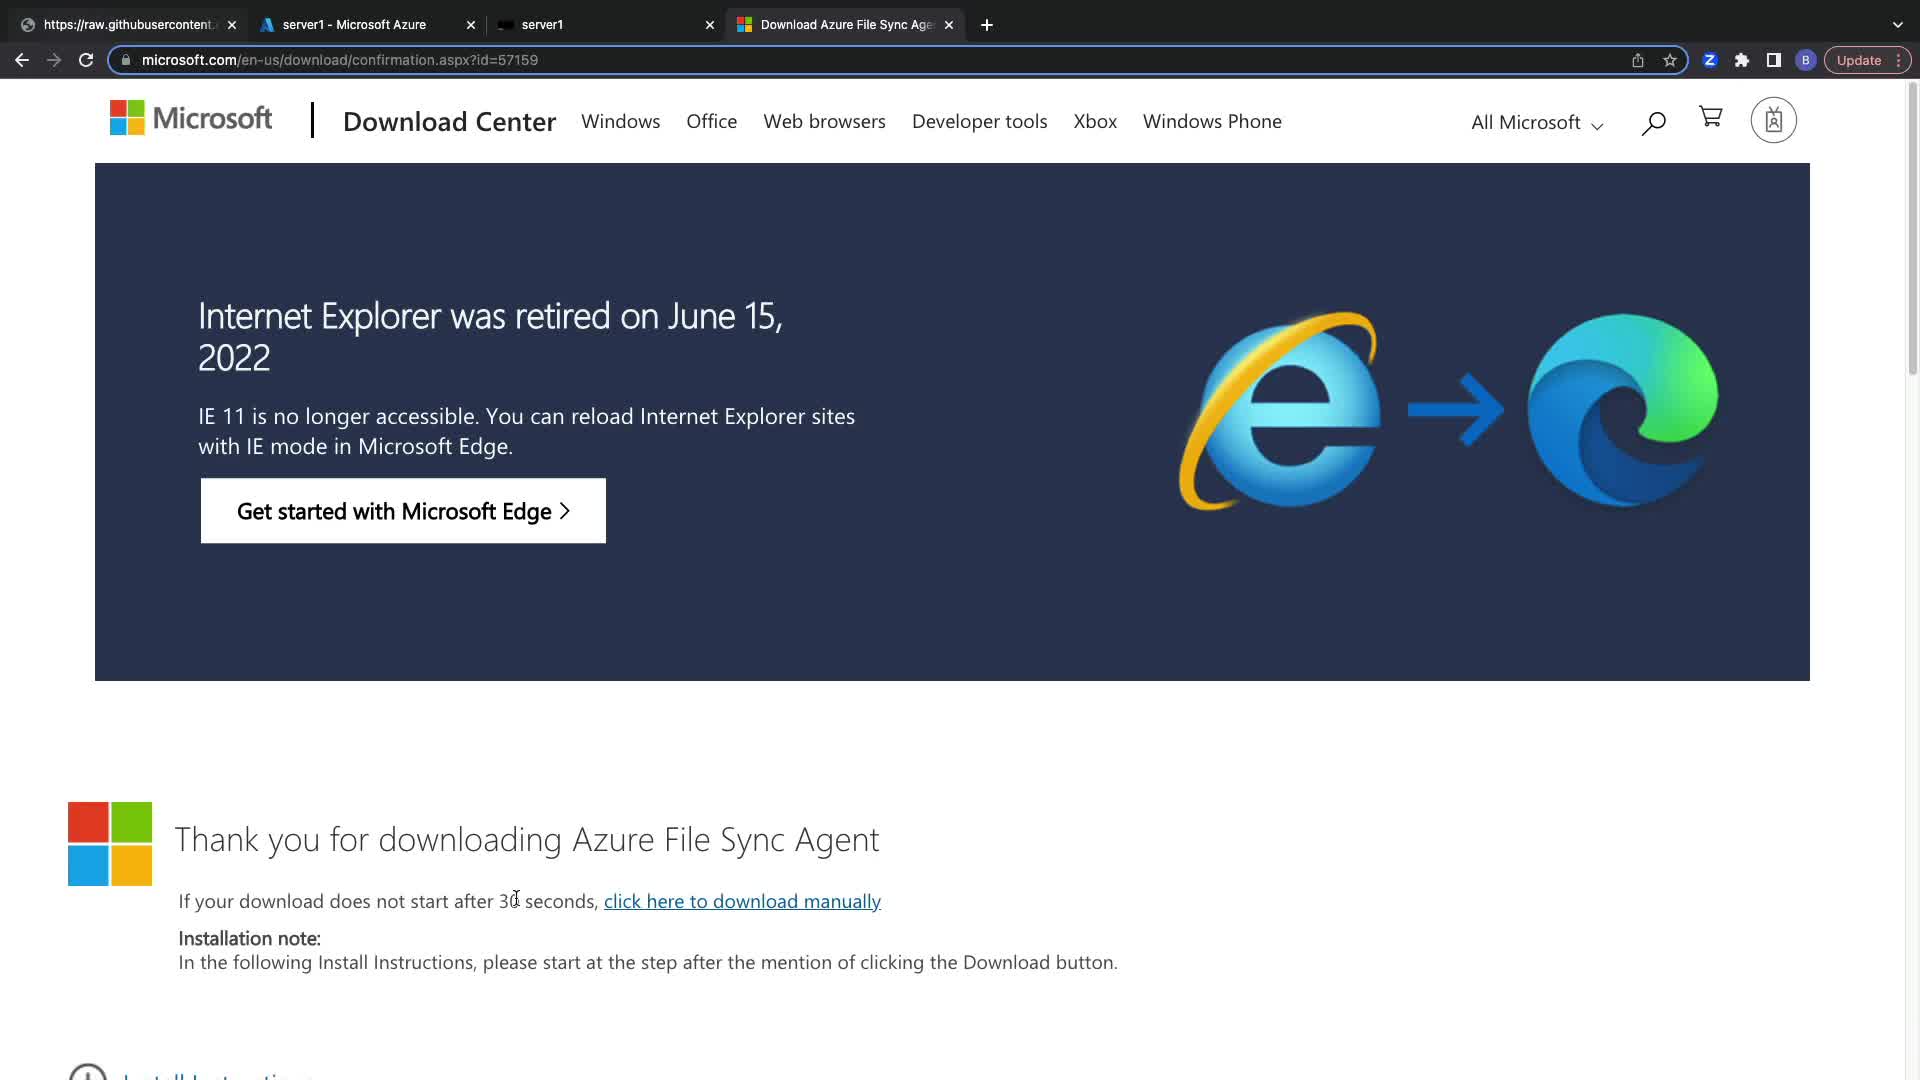 https://raw.githubusercontent.
server1 - Microsoft Azure
server1
Download Azure File Sync Age
microsoft.com/en-us/download/confirmation.aspx?id=57159
Z
B
Update
Microsoft
Download Center
Windows
Office
Web browsers
Developer tools
Xbox
Windows Phone
All Microsoft
Internet Explorer was retired on June 15,
2022
IE 11 is no longer accessible. You can reload Internet Explorer sites
with IE mode in Microsoft Edge.
Get started with Microsoft Edge >
Thank you for downloading Azure File Sync Agent
If your download does not start after 30 seconds, click here to download manually
Installation note:
In the following Install Instructions, please start at the step after the mention of clicking the Download button.
Install Instructions